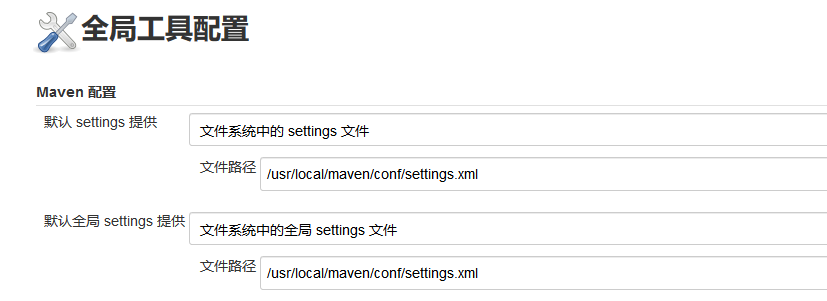 全局工具配置
Maven 配置
默认 settings 提供
文件系统中的 settings 文件
文件路径
/usr/local/maven/conf/settings.xml
默认全局 settings 提供
文件系统中的全局 settings 文件
文件路径
/usr/local/maven/conf/settings.xml